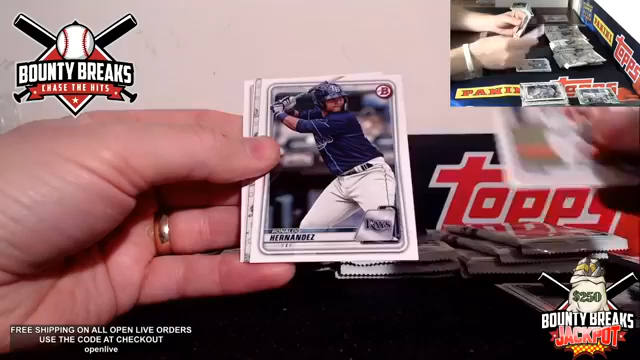 BOUNTY BREAKS
CHASE THE HITS
B
RONALDO
HERNANDEZ
RAYS
PANINI
topps
topps
$250
BOUNTY BREAKS
JACKPOT
FREE SHIPPING ON ALL OPEN LIVE ORDERS
USE THE CODE AT CHECKOUT
openlive